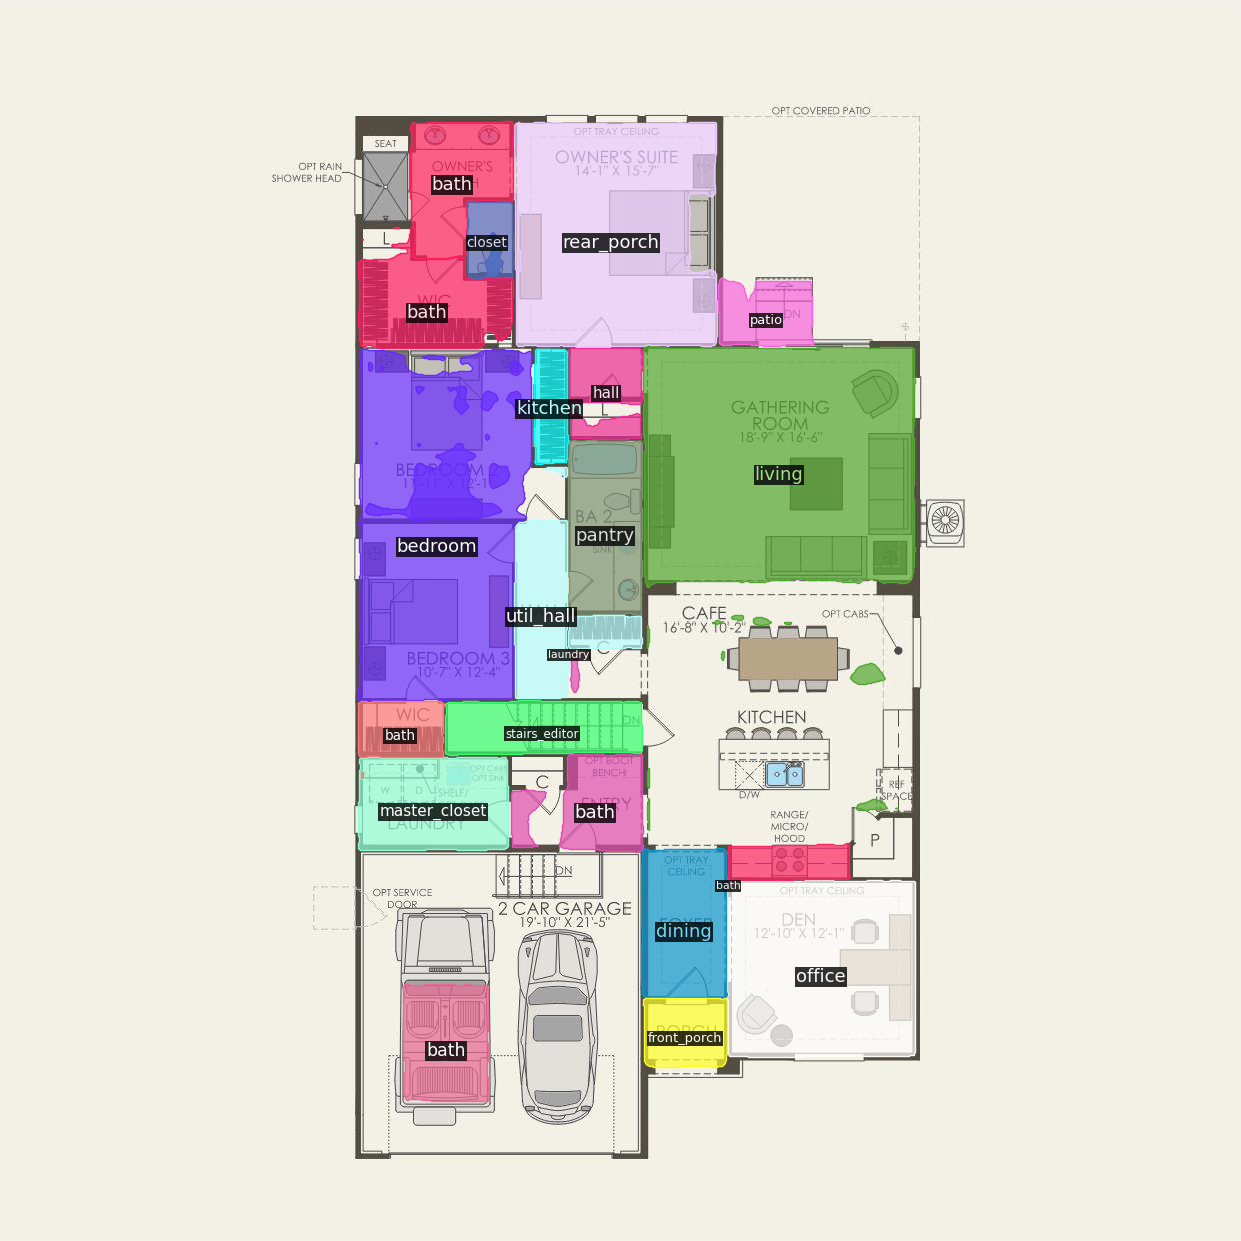 OPT COVERED PATIO
OPT TRAY CEILING
SEAT
OWNER'S SUITE
14'-1" X 15'-7"
OPT RAIN
SHOWER HEAD
OWNER'S
bath
closet
rear_porch
L
WIC
bath
DN
patio
hall
kitchen
L
GATHERING
ROOM
18'-9" X 16'-6"
BEDROOM 2
11'-11" X 12'-1"
living
BA 2
pantry
SINK
bedroom
util_hall
CAFE
16'-8" X 10'-2"
OPT CABS
laundry
C
BEDROOM 3
10'-7" X 12'-4"
WIC
bath
stairs_editor
DN
KITCHEN
OPT CABS
OPT SINK
OPT BOOT
BENCH
C
W
D
SHELF/
D/W
REF
SPACE
master_closet
LAUNDRY
ENTRY
bath
RANGE/
MICRO/
HOOD
P
OPT TRAY
CEILING
DN
bath
OPT SERVICE
DOOR
OPT TRAY CEILING
2 CAR GARAGE
19'-10" X 21'-5"
FOYER
dining
DEN
12'-10" X 12'-1"
office
PORCH
front_porch
bath